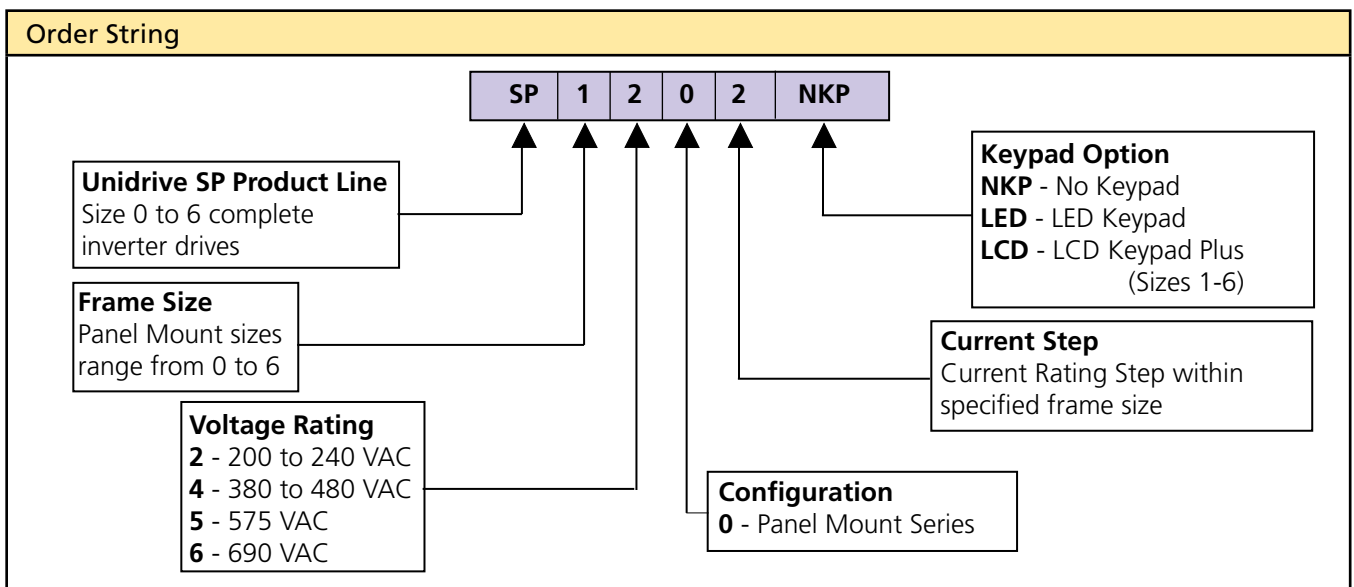 Order String
SP 1 2 0 2 NKP
Unidrive SP Product Line
Size 0 to 6 complete
inverter drives
Frame Size
Panel Mount sizes
range from 0 to 6
Voltage Rating
2 - 200 to 240 VAC
4 - 380 to 480 VAC
5 - 575 VAC
6 - 690 VAC
Configuration
0 - Panel Mount Series
Current Step
Current Rating Step within
specified frame size
Keypad Option
NKP - No Keypad
LED - LED Keypad
LCD - LCD Keypad Plus
(Sizes 1-6)